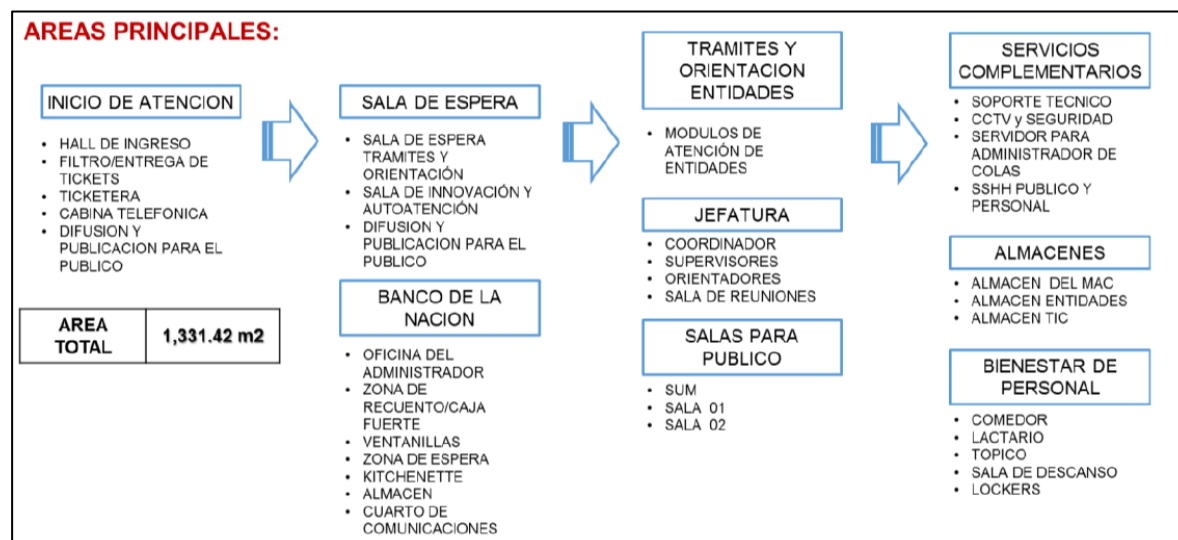 AREAS PRINCIPALES:
INICIO DE ATENCION
• HALL DE INGRESO
• FILTRO/ENTREGA DE
TICKETS
• TICKETERA
• CABINA TELEFONICA
• DIFUSION Y
PUBLICACION PARA EL
PUBLICO
AREA
TOTAL
1,331.42 m2
SALA DE ESPERA
• SALA DE ESPERA
TRAMITES Y
ORIENTACIÓN
• SALA DE INNOVACIÓN Y
AUTOATENCIÓN
• DIFUSION Y
PUBLICACION PARA EL
PUBLICO
BANCO DE LA
NACION
• OFICINA DEL
ADMINISTRADOR
• ZONA DE
RECUENTO/CAJA
FUERTE
• VENTANILLAS
• ZONA DE ESPERA
• KITCHENETTE
• ALMACEN
• CUARTO DE
COMUNICACIONES
TRAMITES Y
ORIENTACION
ENTIDADES
• MODULOS DE
ATENCIÓN DE
ENTIDADES
JEFATURA
• COORDINADOR
• SUPERVISORES
• ORIENTADORES
• SALA DE REUNIONES
SALAS PARA
PUBLICO
• SUM
• SALA 01
• SALA 02
SERVICIOS
COMPLEMENTARIOS
• SOPORTE TECNICO
• CCTV y SEGURIDAD
• SERVIDOR PARA
ADMINISTRADOR DE
COLAS
• SSHH PUBLICO Y
PERSONAL
ALMACENES
• ALMACEN DEL MAC
• ALMACEN ENTIDADES
• ALMACEN TIC
BIENESTAR DE
PERSONAL
• COMEDOR
• LACTARIO
• TOPICO
• SALA DE DESCANSO
• LOCKERS